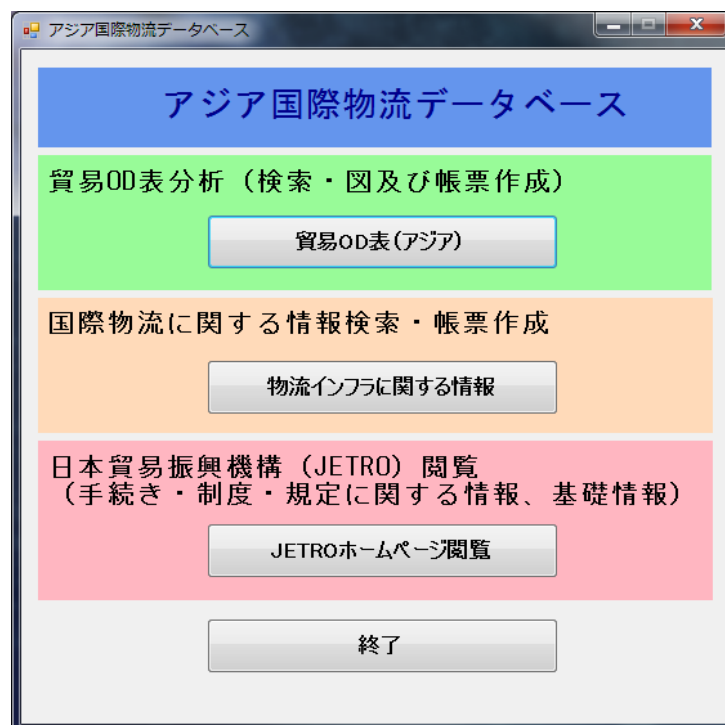 アジア国際物流データベース
アジア国際物流データベース
貿易OD表分析（検索・図及び帳票作成）
貿易OD表(アジア)
国際物流に関する情報検索・帳票作成
物流インフラに関する情報
日本貿易振興機構（JETRO）閲覧
（手続き・制度・規定に関する情報、基礎情報）
JETROホームページ閲覧
終了